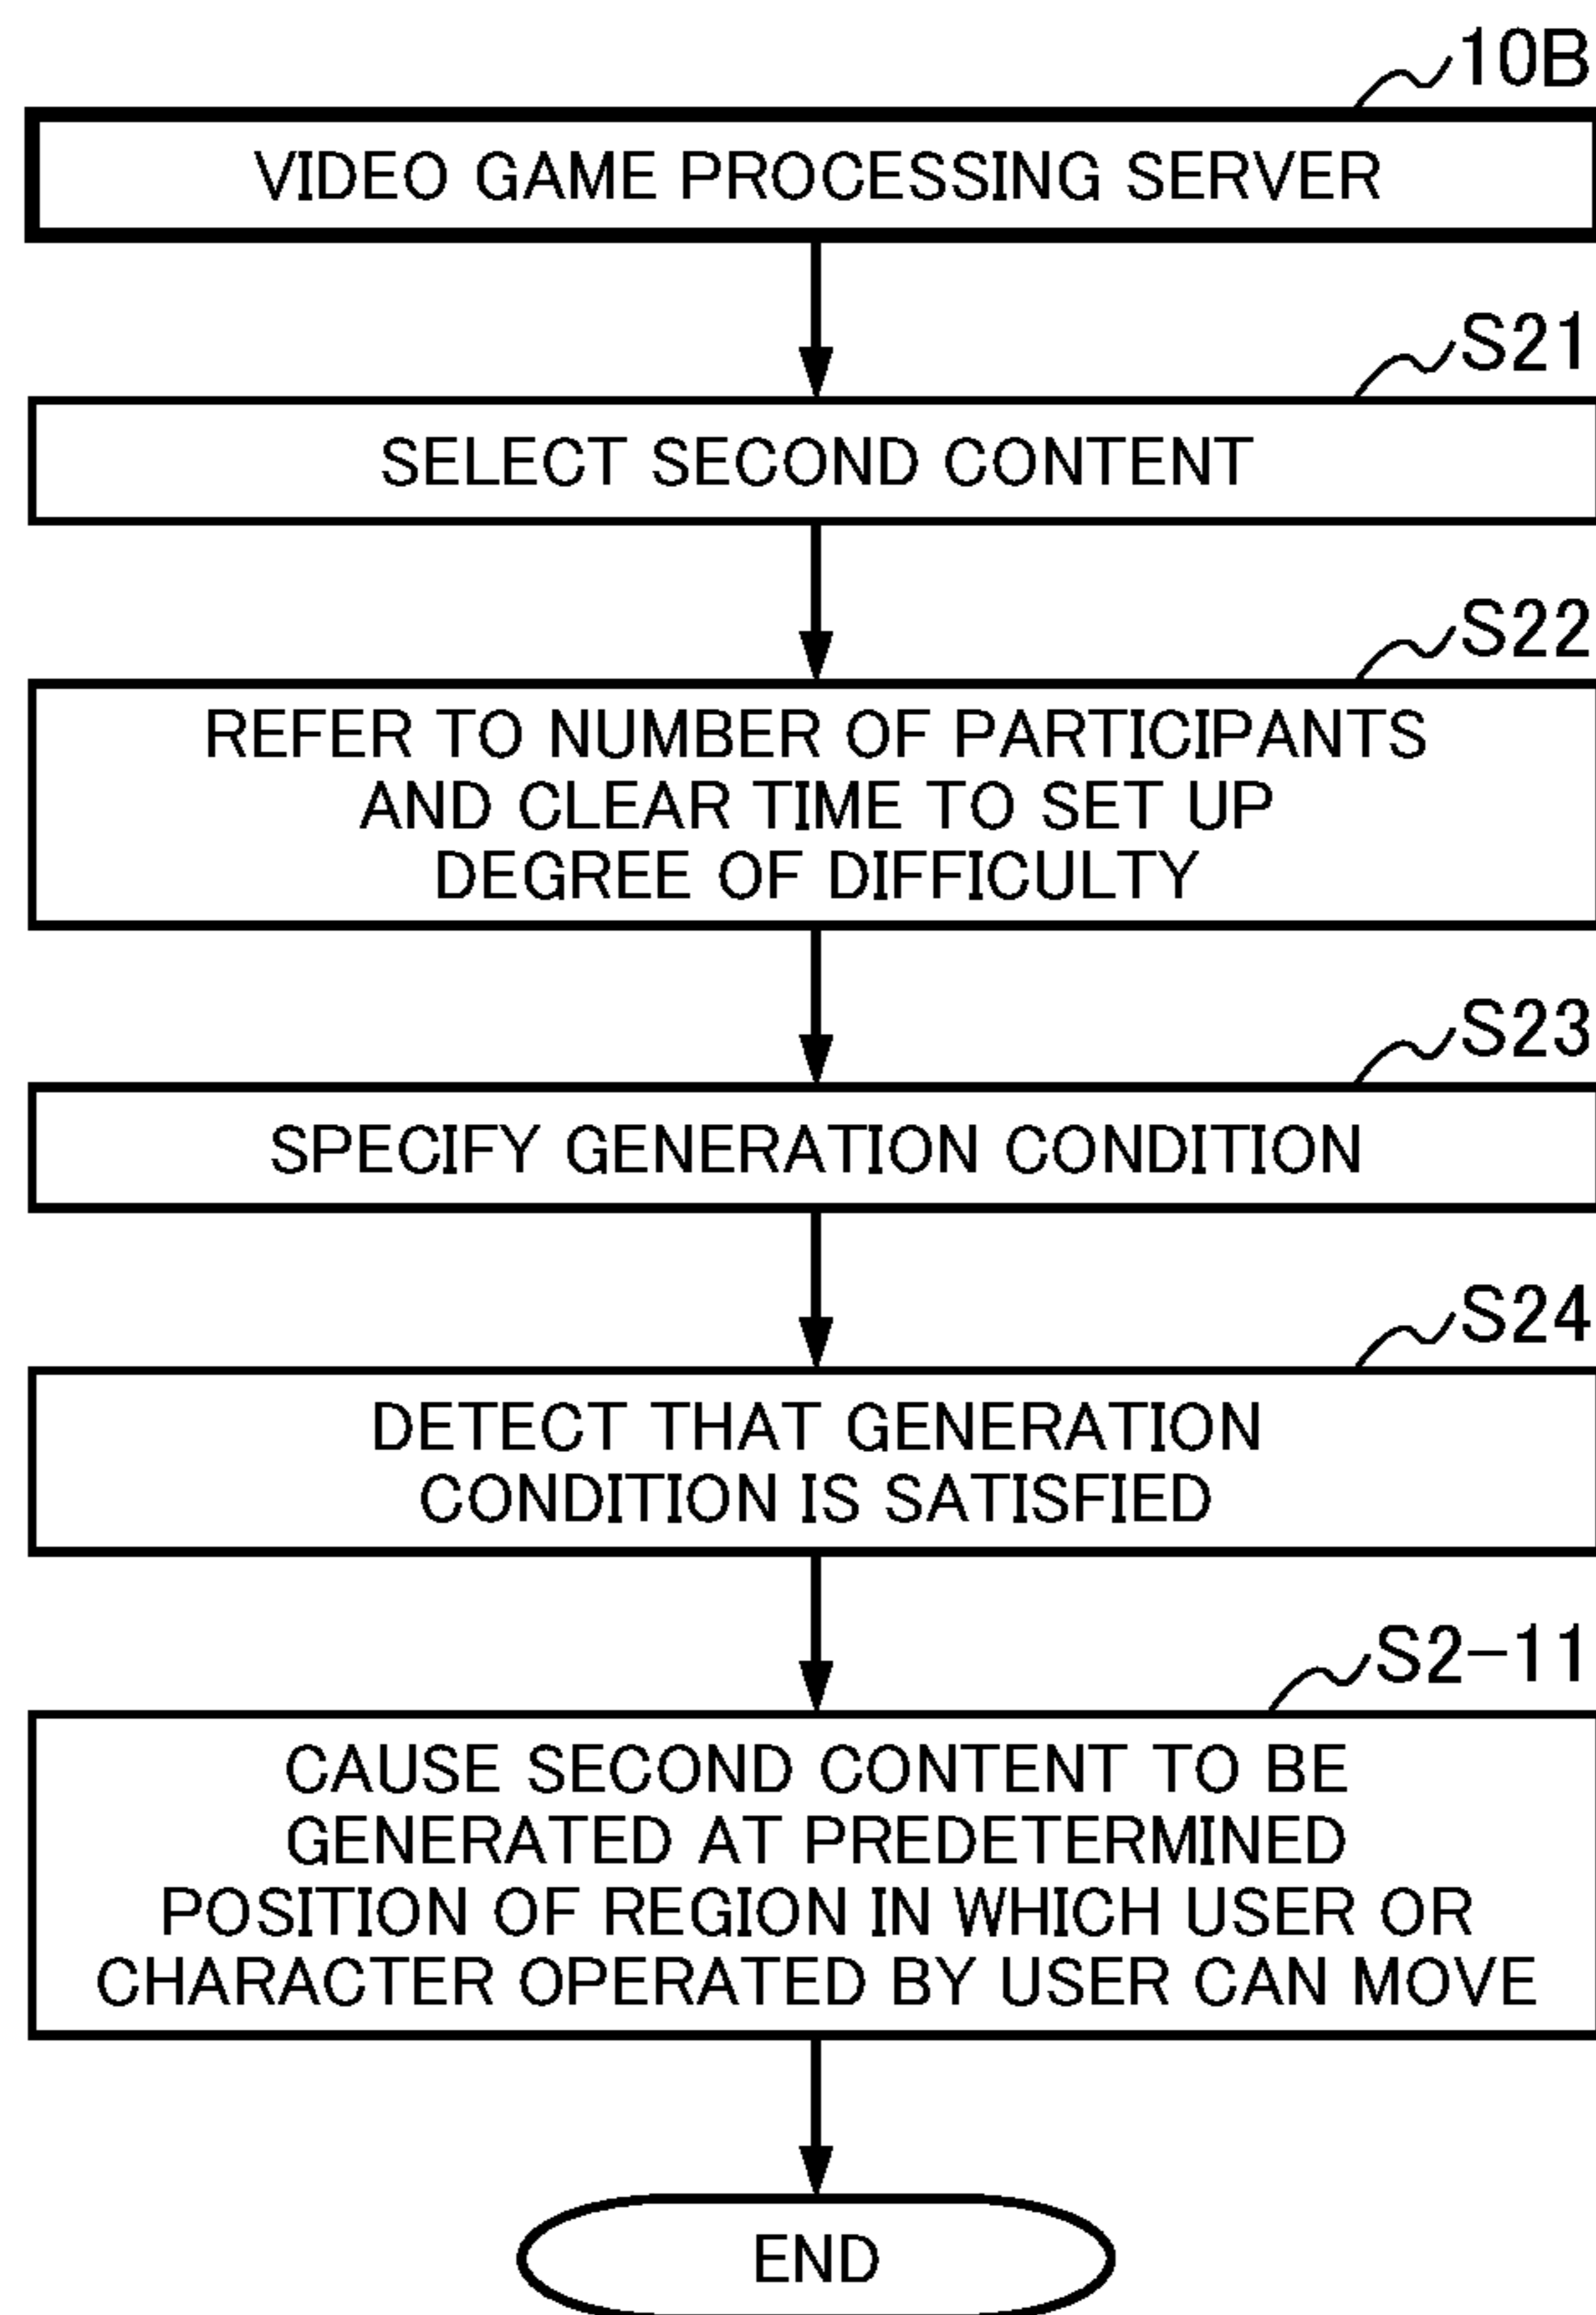 10B
VIDEO GAME PROCESSING SERVER
S21
SELECT SECOND CONTENT
S22
REFER TO NUMBER OF PARTICIPANTS
AND CLEAR TIME TO SET UP
DEGREE OF DIFFICULTY
S23
SPECIFY GENERATION CONDITION
S24
DETECT THAT GENERATION
CONDITION IS SATISFIED
S2-11
CAUSE SECOND CONTENT TO BE
GENERATED AT PREDETERMINED
POSITION OF REGION IN WHICH USER OR
CHARACTER OPERATED BY USER CAN MOVE
END